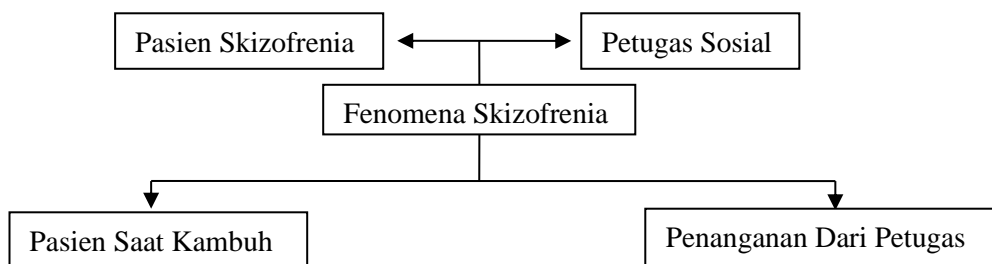 Pasien Skizofrenia
Petugas Sosial
Fenomena Skizofrenia
Pasien Saat Kambuh
Penanganan Dari Petugas